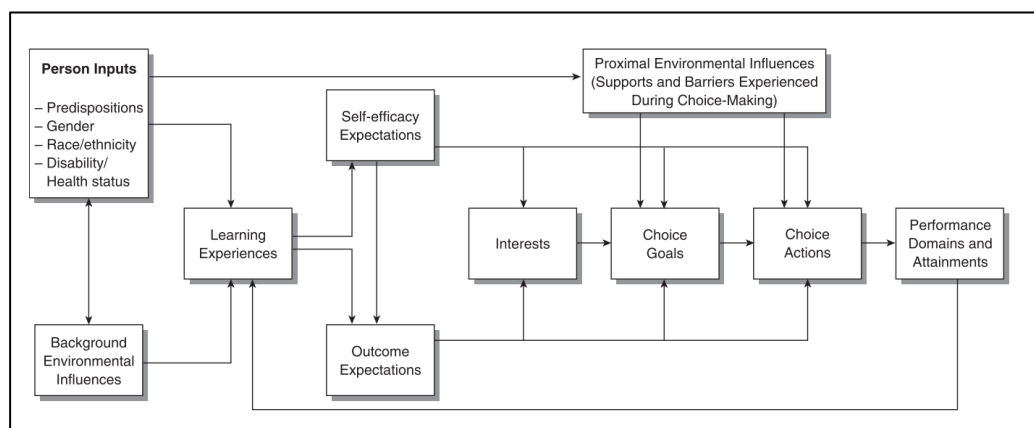 Person Inputs
– Predispositions
– Gender
– Race/ethnicity
– Disability/
Health status
Proximal Environmental Influences
(Supports and Barriers Experienced
During Choice-Making)
Self-efficacy
Expectations
Learning
Experiences
Interests
Choice
Goals
Choice
Actions
Performance
Domains and
Attainments
Background
Environmental
Influences
Outcome
Expectations